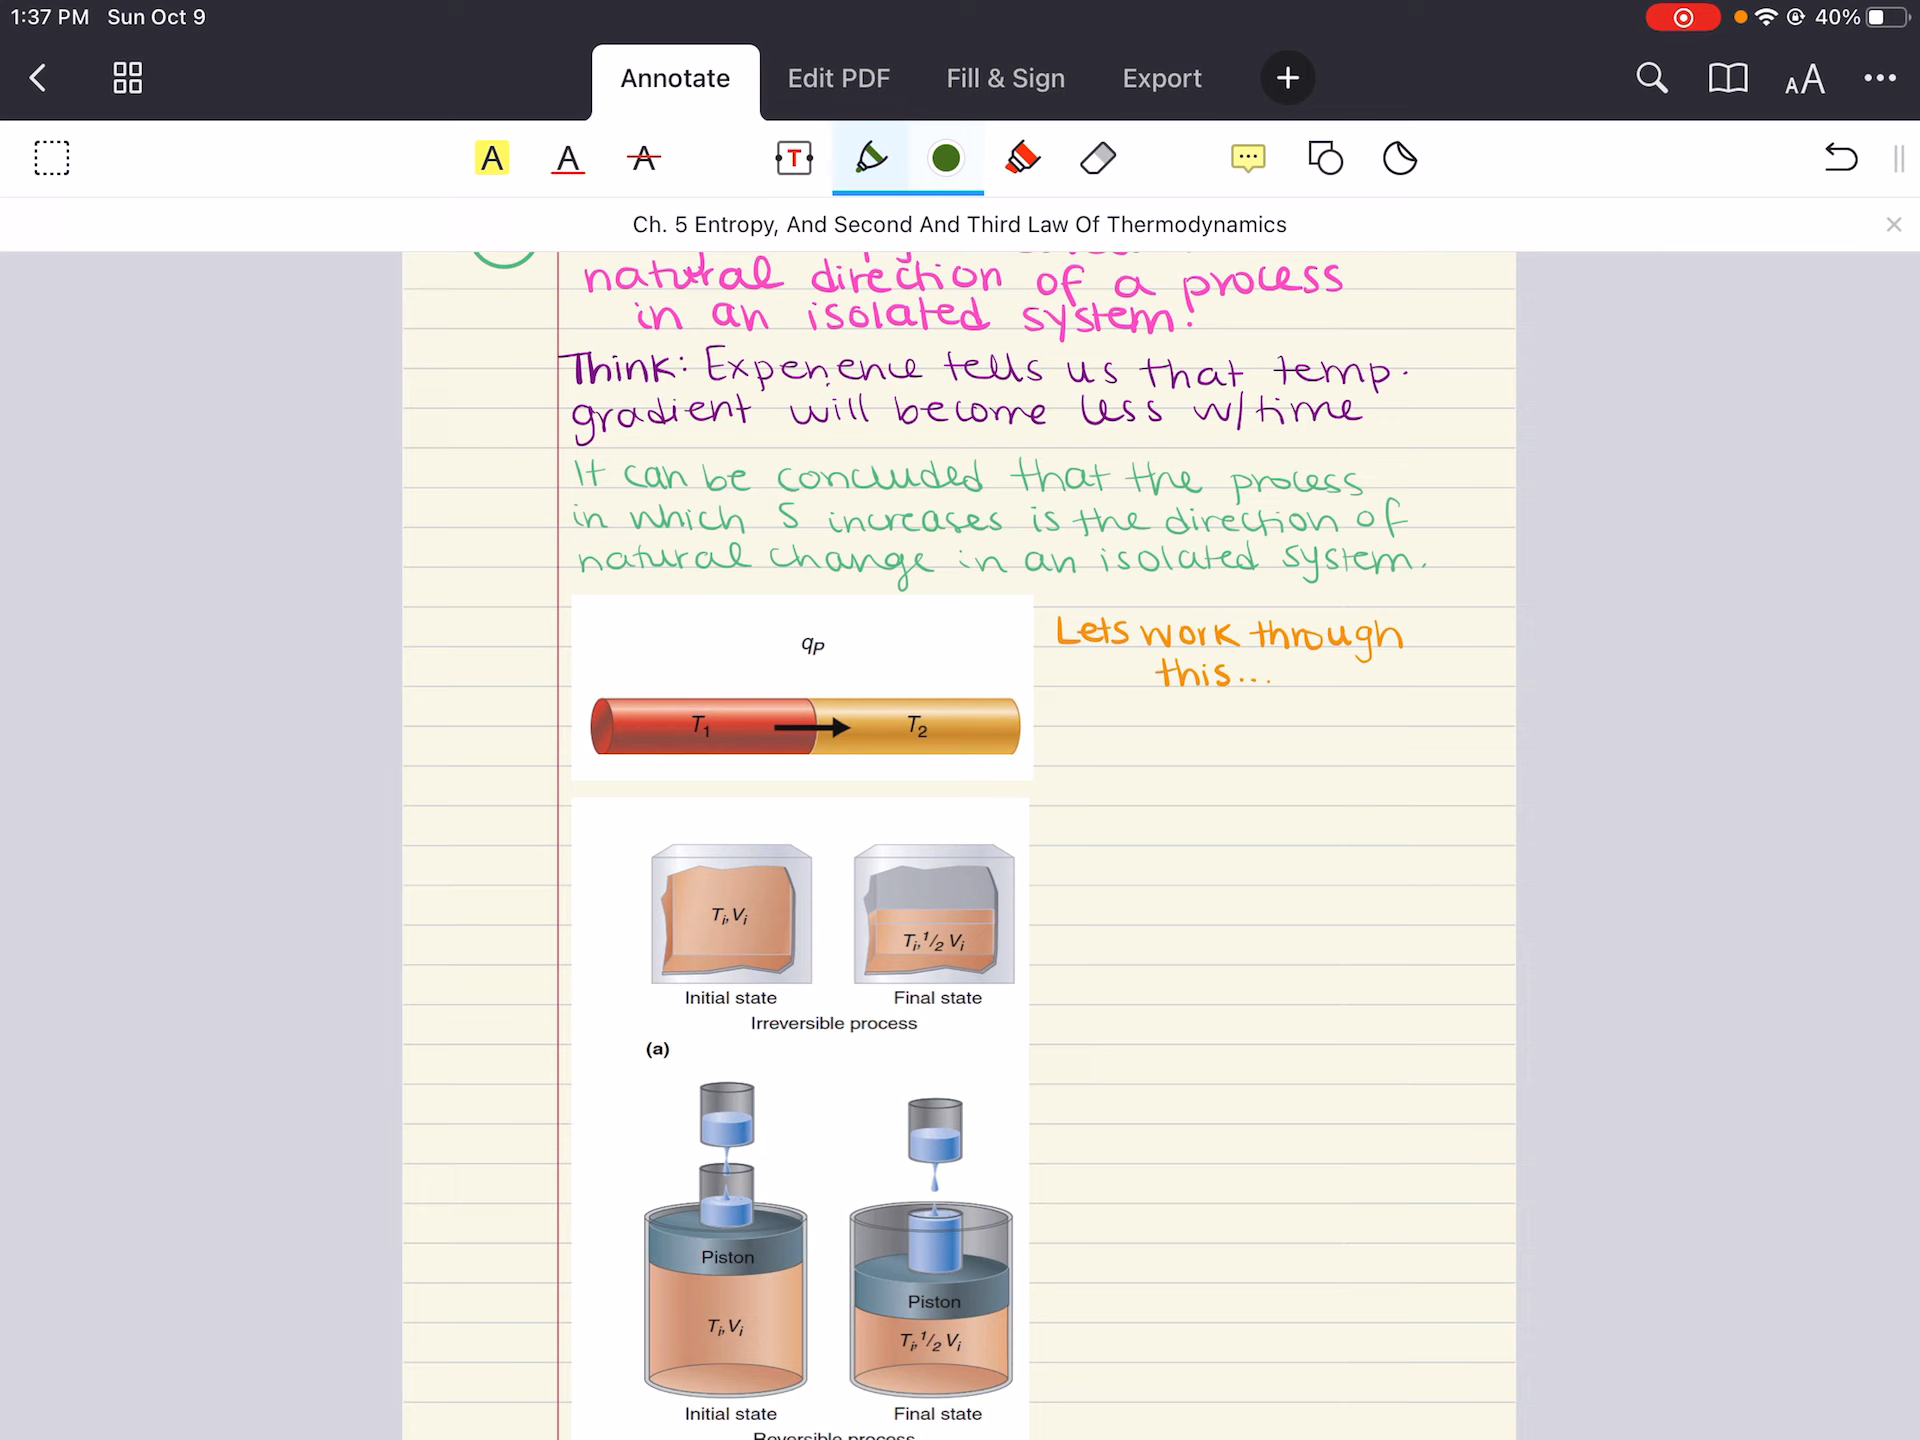 1:37 PM Sun Oct 9
40%
Annotate Edit PDF Fill & Sign Export
Ch. 5 Entropy, And Second And Third Law Of Thermodynamics
natural direction of a process
in an isolated system!
Think: Experience tells us that temp.
gradient will become less w/time
It can be concluded that the process
in which S increases is the direction of
natural change in an isolated system.
qP
Lets work through
this...
T1 T2
Ti, Vi
Ti, 1/2 Vi
Initial state Final state
Irreversible process
(a)
Piston
Piston
Ti, Vi
Ti, 1/2 Vi
Initial state Final state
Reversible process